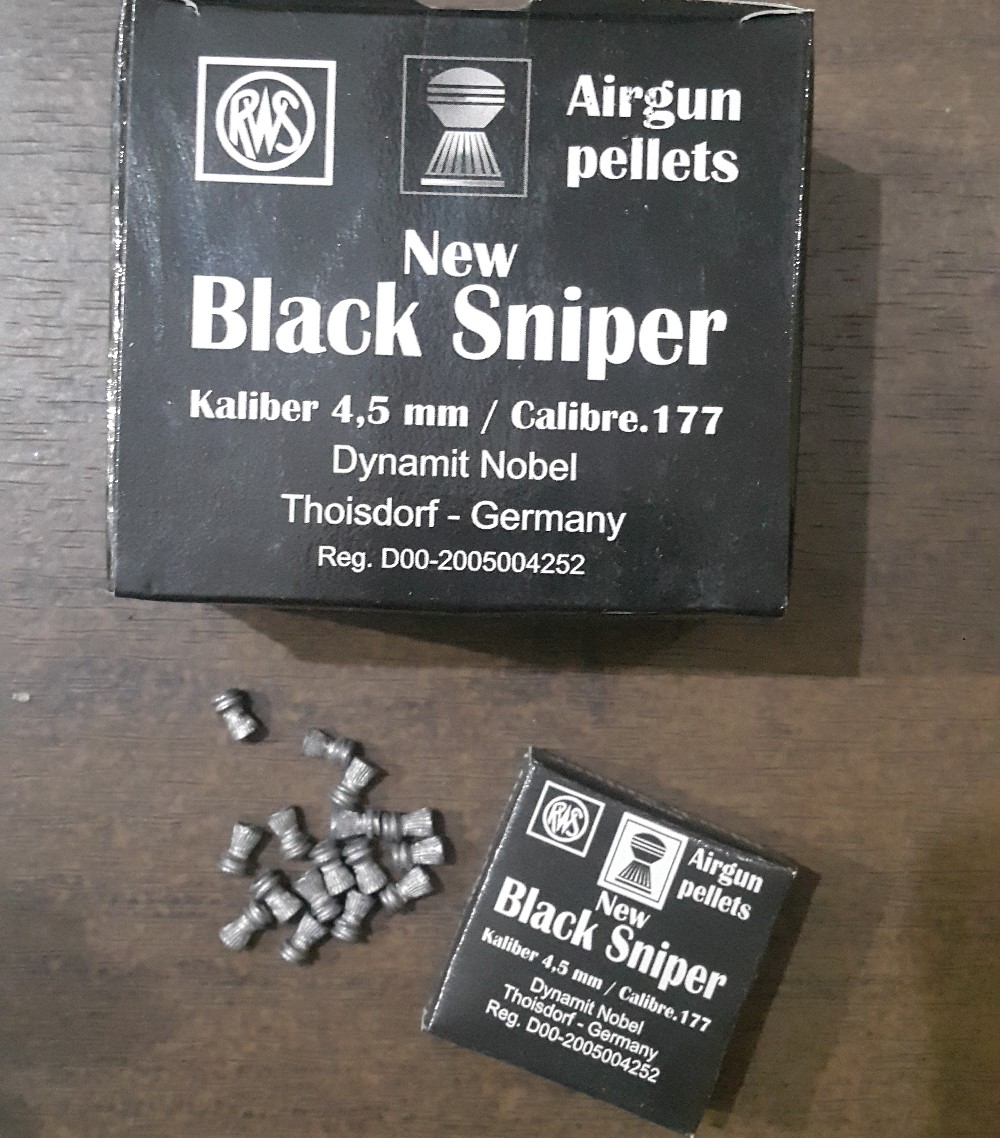 RWS
Airgun
pellets
New
Black Sniper
Kaliber 4,5 mm / Calibre.177
Dynamit Nobel
Thoisdorf - Germany
Reg. D00-2005004252
RWS
Airgun
pellets
New
Black Sniper
Kaliber 4,5 mm / Calibre.177
Dynamit Nobel
Thoisdorf - Germany
Reg. D00-2005004252